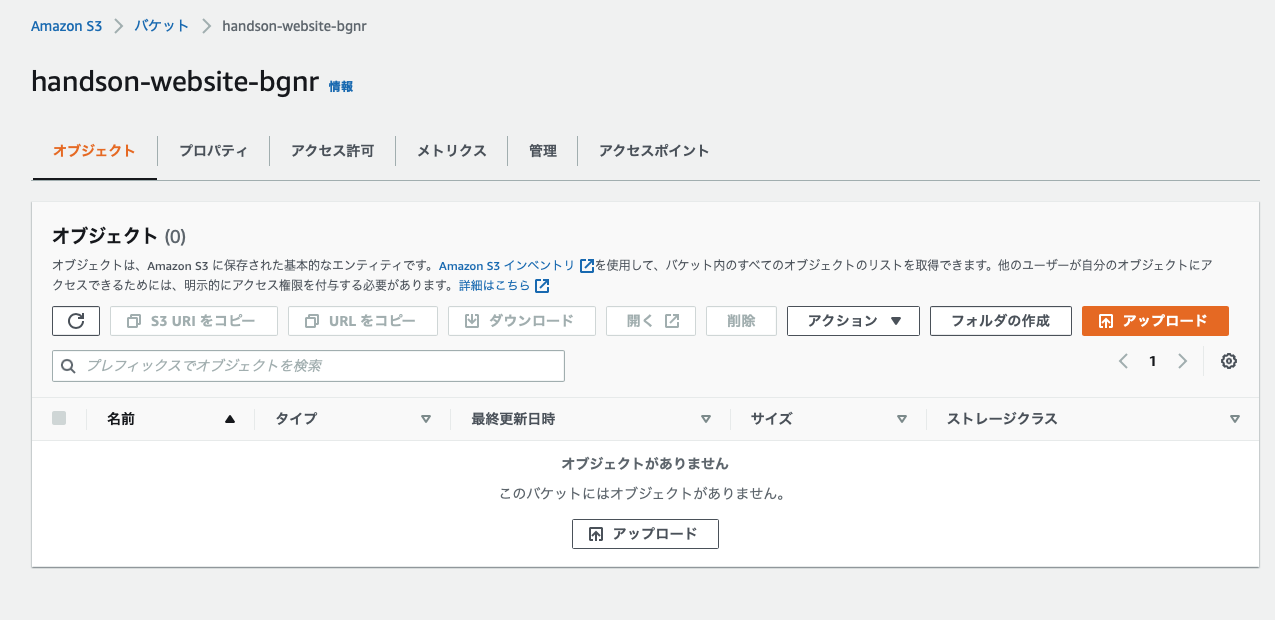 Amazon S3 > バケット > handson-website-bgnr
handson-website-bgnr 情報
オブジェクト プロパティ アクセス許可 メトリクス 管理 アクセスポイント
オブジェクト (0)
オブジェクトは、Amazon S3 に保存された基本的なエンティティです。Amazon S3 インベントリ を使用して、バケット内のすべてのオブジェクトのリストを取得できます。他のユーザーが自分のオブジェクトにア
クセスできるためには、明示的にアクセス権限を付与する必要があります。詳細はこちら
S3 URI をコピー URL をコピー ダウンロード 開く 削除 アクション フォルダの作成 アップロード
プレフィックスでオブジェクトを検索 1
名前 タイプ 最終更新日時 サイズ ストレージクラス
オブジェクトがありません
このバケットにはオブジェクトがありません。
アップロード